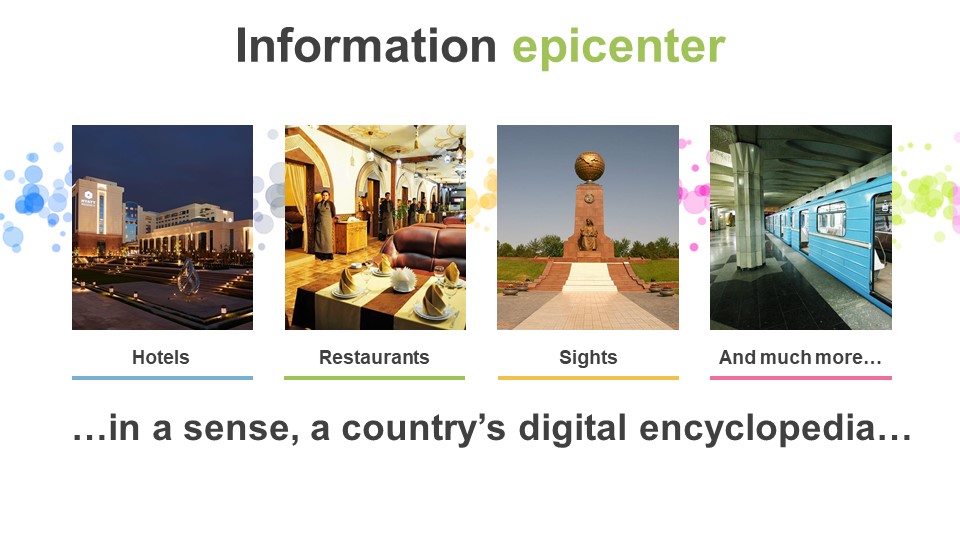 Information epicenter
Hotels
Restaurants
Sights
And much more…
…in a sense, a country’s digital encyclopedia…